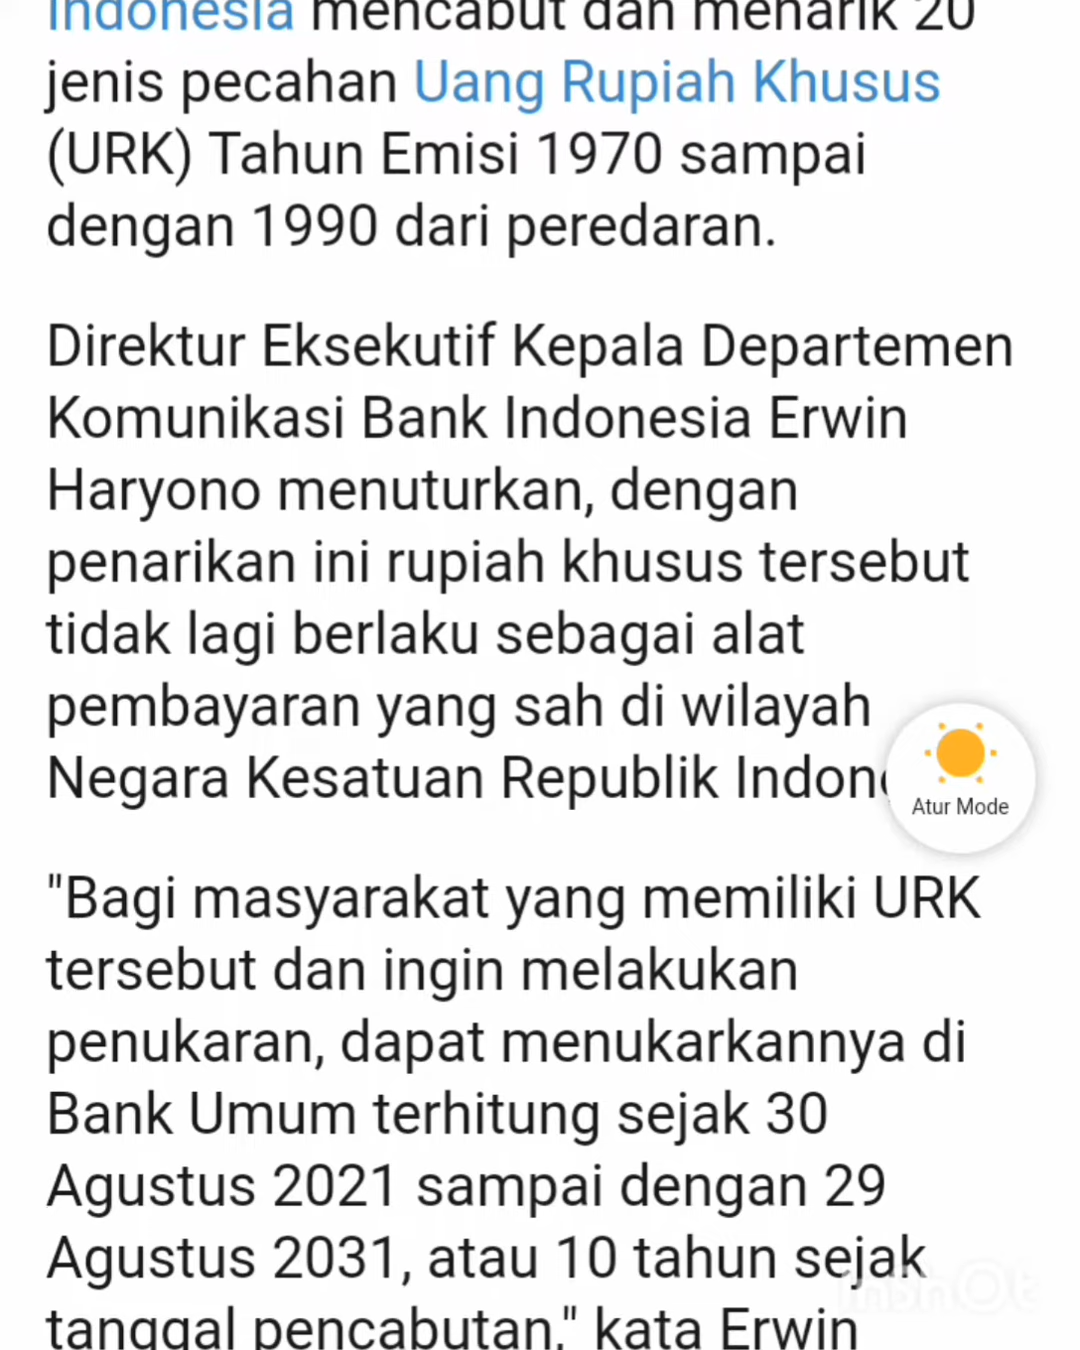 Indonesia mencabut dan menarik 20
jenis pecahan Uang Rupiah Khusus
(URK) Tahun Emisi 1970 sampai
dengan 1990 dari peredaran.
Direktur Eksekutif Kepala Departemen
Komunikasi Bank Indonesia Erwin
Haryono menuturkan, dengan
penarikan ini rupiah khusus tersebut
tidak lagi berlaku sebagai alat
pembayaran yang sah di wilayah
Negara Kesatuan Republik
Atur Mode
"Bagi masyarakat yang memiliki URK
tersebut dan ingin melakukan
penukaran, dapat menukarkannya di
Bank Umum terhitung sejak 30
Agustus 2021 sampai dengan 29
Agustus 2031, atau 10 tahun sejak
tanggal pencabutan," kata Erwin
InShOt